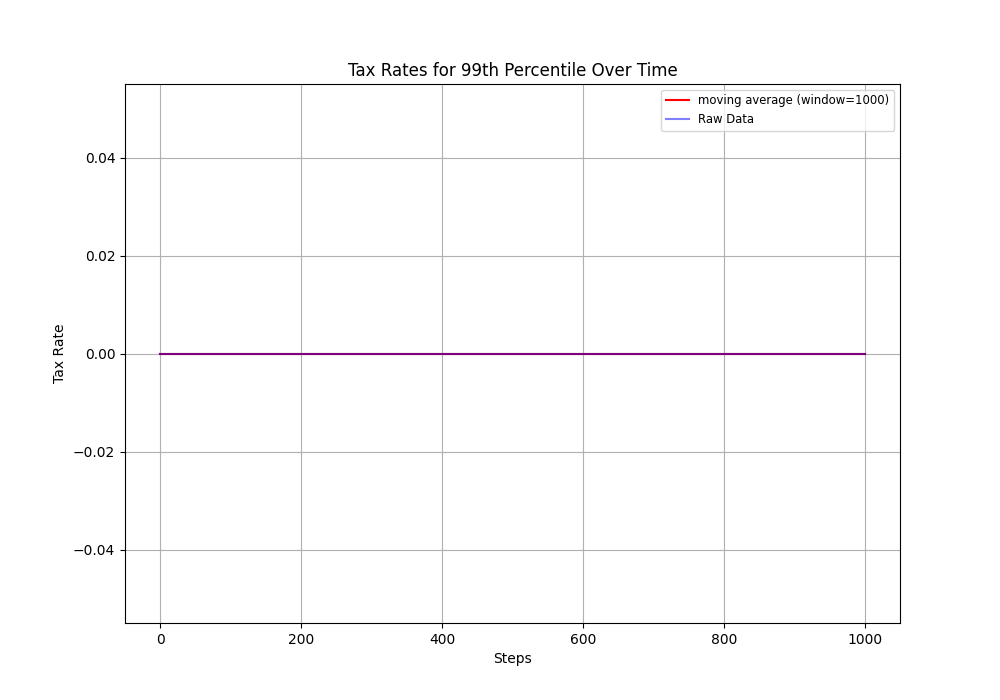 Tax Rates for 99th Percentile Over Time
moving average (window=1000)
Raw Data
0.04
0.02
0.00
−0.02
−0.04
Tax Rate
0
200
400
600
800
1000
Steps